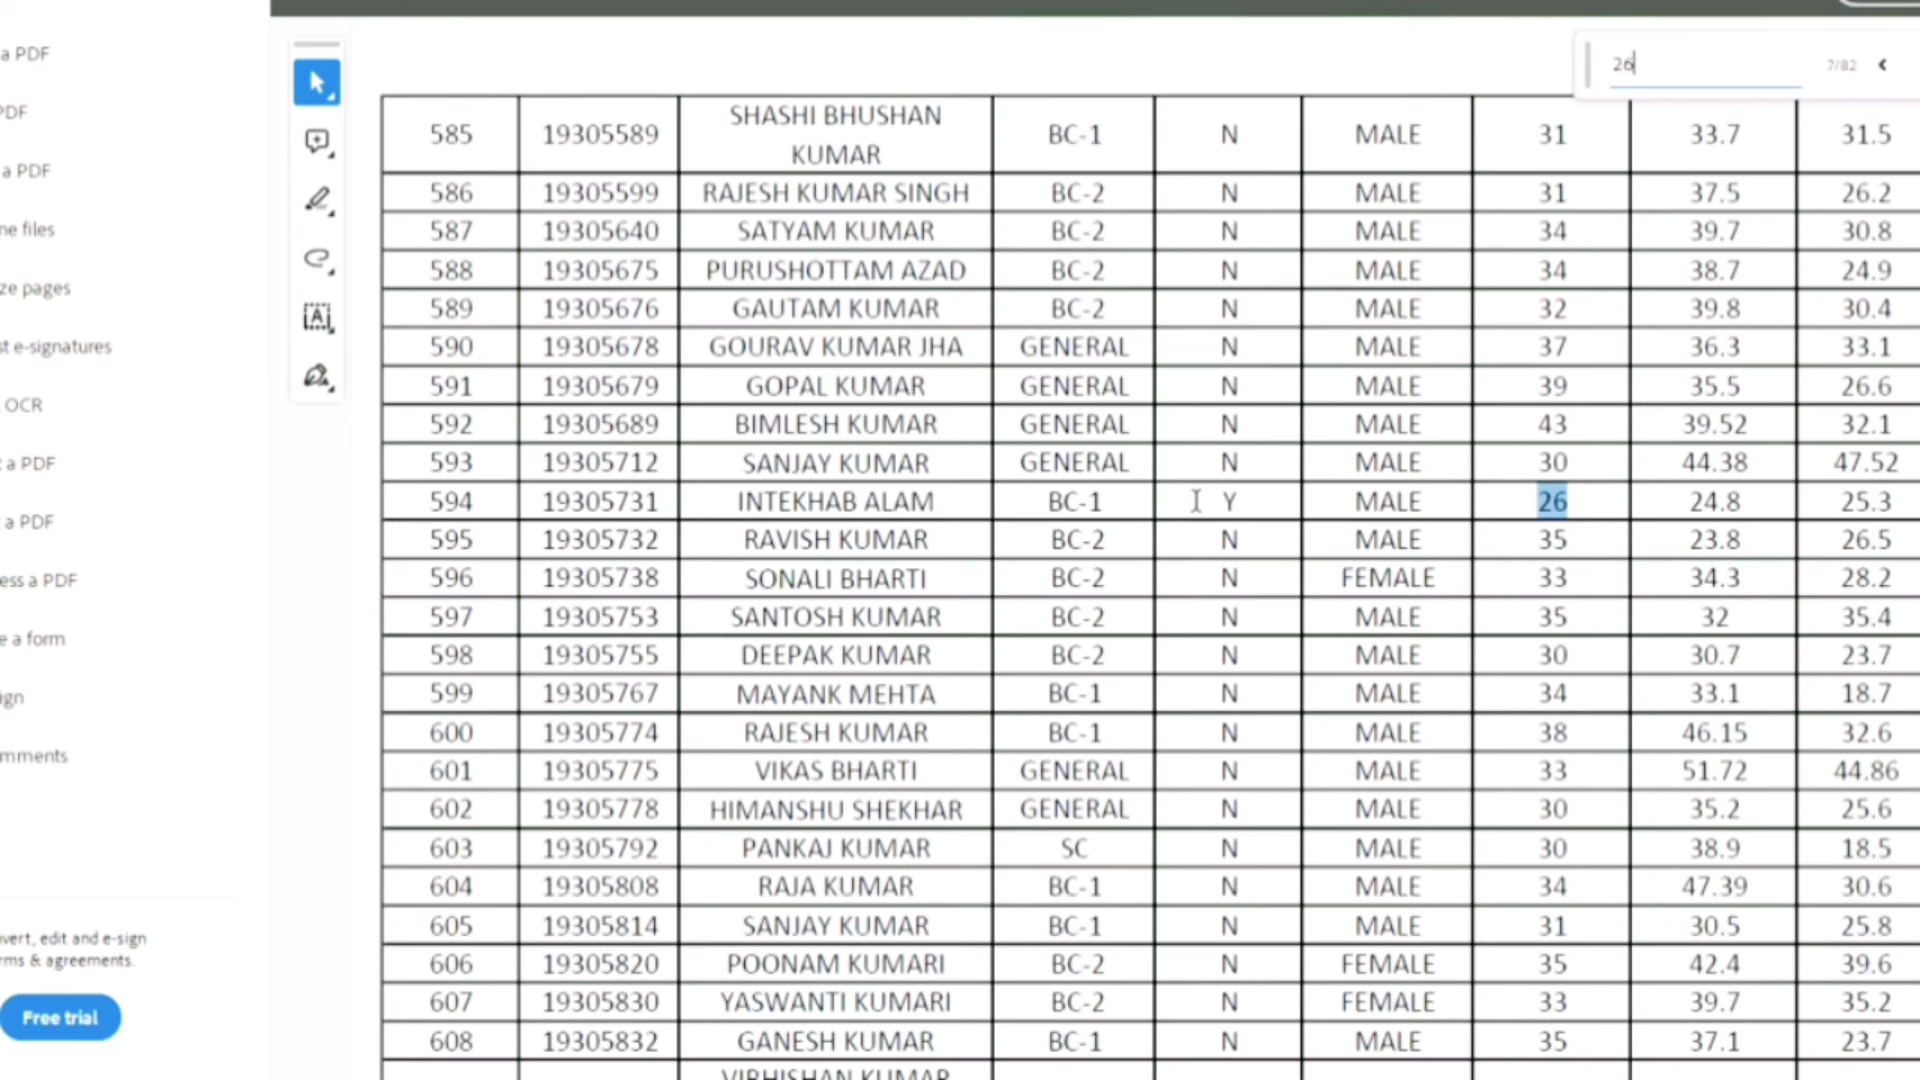 a PDF
PDF
a PDF
ne files
ze pages
st e-signatures
OCR
t a PDF
a PDF
ess a PDF
e a form
ign
mments
vert, edit and e-sign
rms & agreements.
Free trial
26 7/82
585 19305589 SHASHI BHUSHAN KUMAR BC-1 N MALE 31 33.7 31.5
586 19305599 RAJESH KUMAR SINGH BC-2 N MALE 31 37.5 26.2
587 19305640 SATYAM KUMAR BC-2 N MALE 34 39.7 30.8
588 19305675 PURUSHOTTAM AZAD BC-2 N MALE 34 38.7 24.9
589 19305676 GAUTAM KUMAR BC-2 N MALE 32 39.8 30.4
590 19305678 GOURAV KUMAR JHA GENERAL N MALE 37 36.3 33.1
591 19305679 GOPAL KUMAR GENERAL N MALE 39 35.5 26.6
592 19305689 BIMLESH KUMAR GENERAL N MALE 43 39.52 32.1
593 19305712 SANJAY KUMAR GENERAL N MALE 30 44.38 47.52
594 19305731 INTEKHAB ALAM BC-1 Y MALE 26 24.8 25.3
595 19305732 RAVISH KUMAR BC-2 N MALE 35 23.8 26.5
596 19305738 SONALI BHARTI BC-2 N FEMALE 33 34.3 28.2
597 19305753 SANTOSH KUMAR BC-2 N MALE 35 32 35.4
598 19305755 DEEPAK KUMAR BC-2 N MALE 30 30.7 23.7
599 19305767 MAYANK MEHTA BC-1 N MALE 34 33.1 18.7
600 19305774 RAJESH KUMAR BC-1 N MALE 38 46.15 32.6
601 19305775 VIKAS BHARTI GENERAL N MALE 33 51.72 44.86
602 19305778 HIMANSHU SHEKHAR GENERAL N MALE 30 35.2 25.6
603 19305792 PANKAJ KUMAR SC N MALE 30 38.9 18.5
604 19305808 RAJA KUMAR BC-1 N MALE 34 47.39 30.6
605 19305814 SANJAY KUMAR BC-1 N MALE 31 30.5 25.8
606 19305820 POONAM KUMARI BC-2 N FEMALE 35 42.4 39.6
607 19305830 YASWANTI KUMARI BC-2 N FEMALE 33 39.7 35.2
608 19305832 GANESH KUMAR BC-1 N MALE 35 37.1 23.7
VIBHISHAN KUMAR